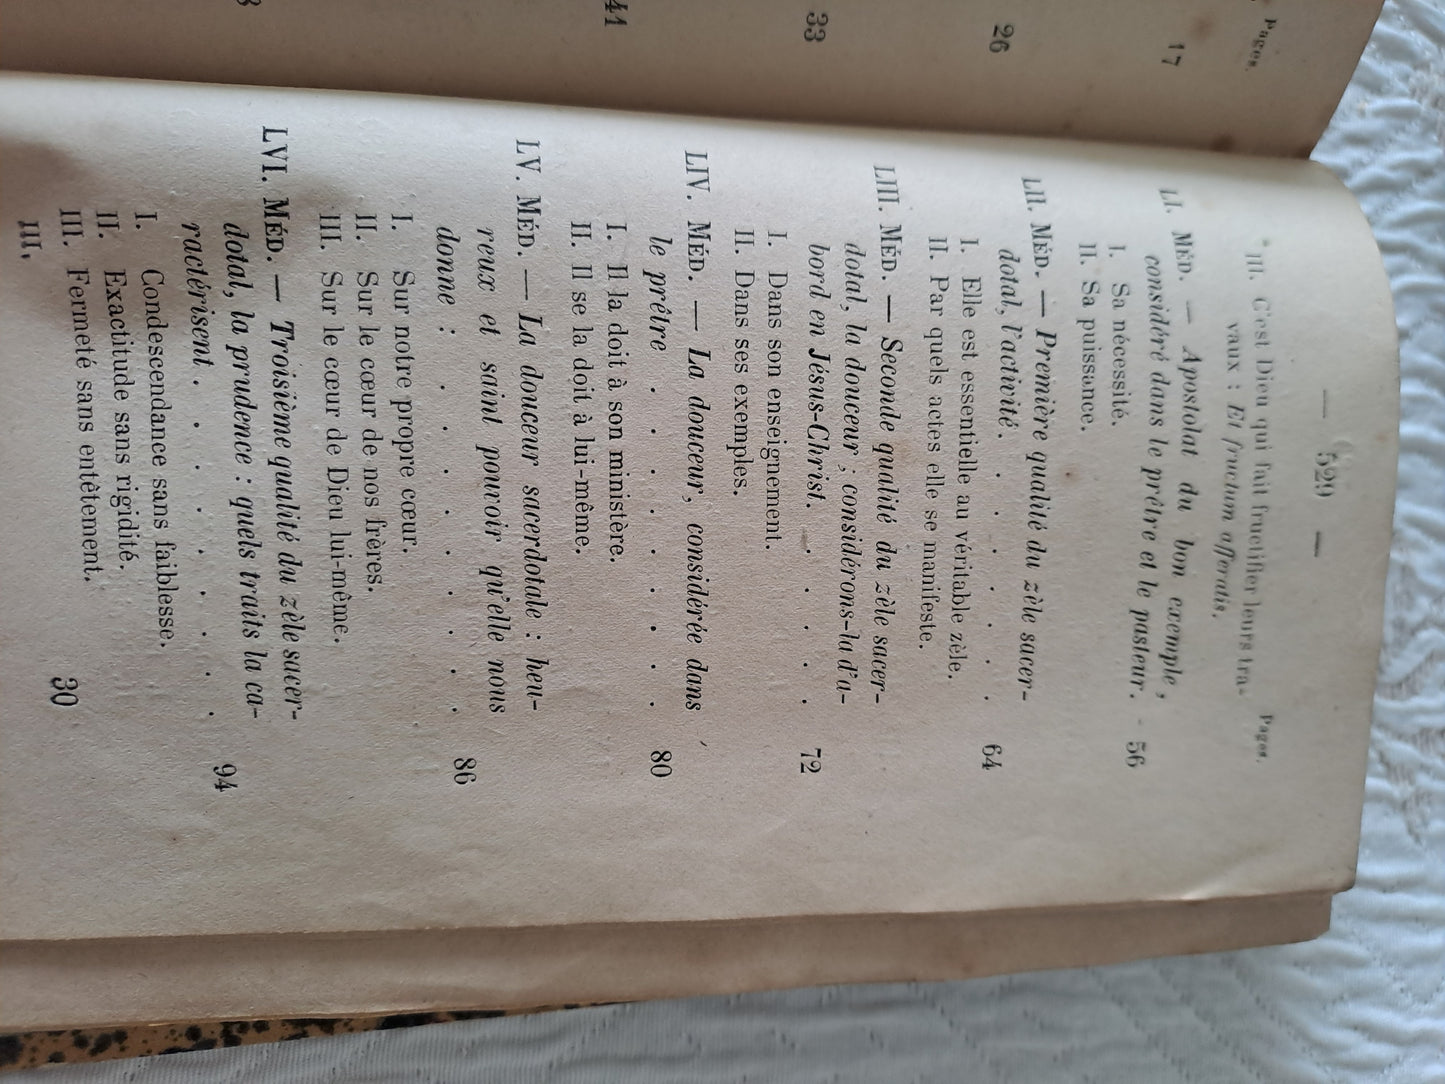 Pages.
17
26
33
41
— 529 —
Pages.
* III. C'est Dieu qui fait fructifier leurs tra-
vaux : Et fructum afferatis.
LI. MÉD. — Apostolat du bon exemple,
considéré dans le prêtre et le pasteur. 56
I. Sa nécessité.
II. Sa puissance.
LII. MÉD. — Première qualité du zèle sacer-
dotal, l'activité. . . . . . . . 64
I. Elle est essentielle au véritable zèle.
II. Par quels actes elle se manifeste.
LIII. MÉD. — Seconde qualité du zèle sacer-
dotal, la douceur ; considérons-la d'a-
bord en Jésus-Christ. . . . . . 72
I. Dans son enseignement.
II. Dans ses exemples.
LIV. MÉD. — La douceur, considérée dans
le prêtre . . . . . . . . . 80
I. Il la doit à son ministère.
II. Il se la doit à lui-même.
LV. MÉD. — La douceur sacerdotale : heu-
reux et saint pouvoir qu'elle nous
donne : . . . . . . . . . 86
I. Sur notre propre cœur.
II. Sur le cœur de nos frères.
III. Sur le cœur de Dieu lui-même.
LVI. MÉD. — Troisième qualité du zèle sacer-
dotal, la prudence : quels traits la ca-
ractérisent . . . . . . . . . 94
I. Condescendance sans faiblesse.
II. Exactitude sans rigidité.
III. Fermeté sans entêtement.
III.
30